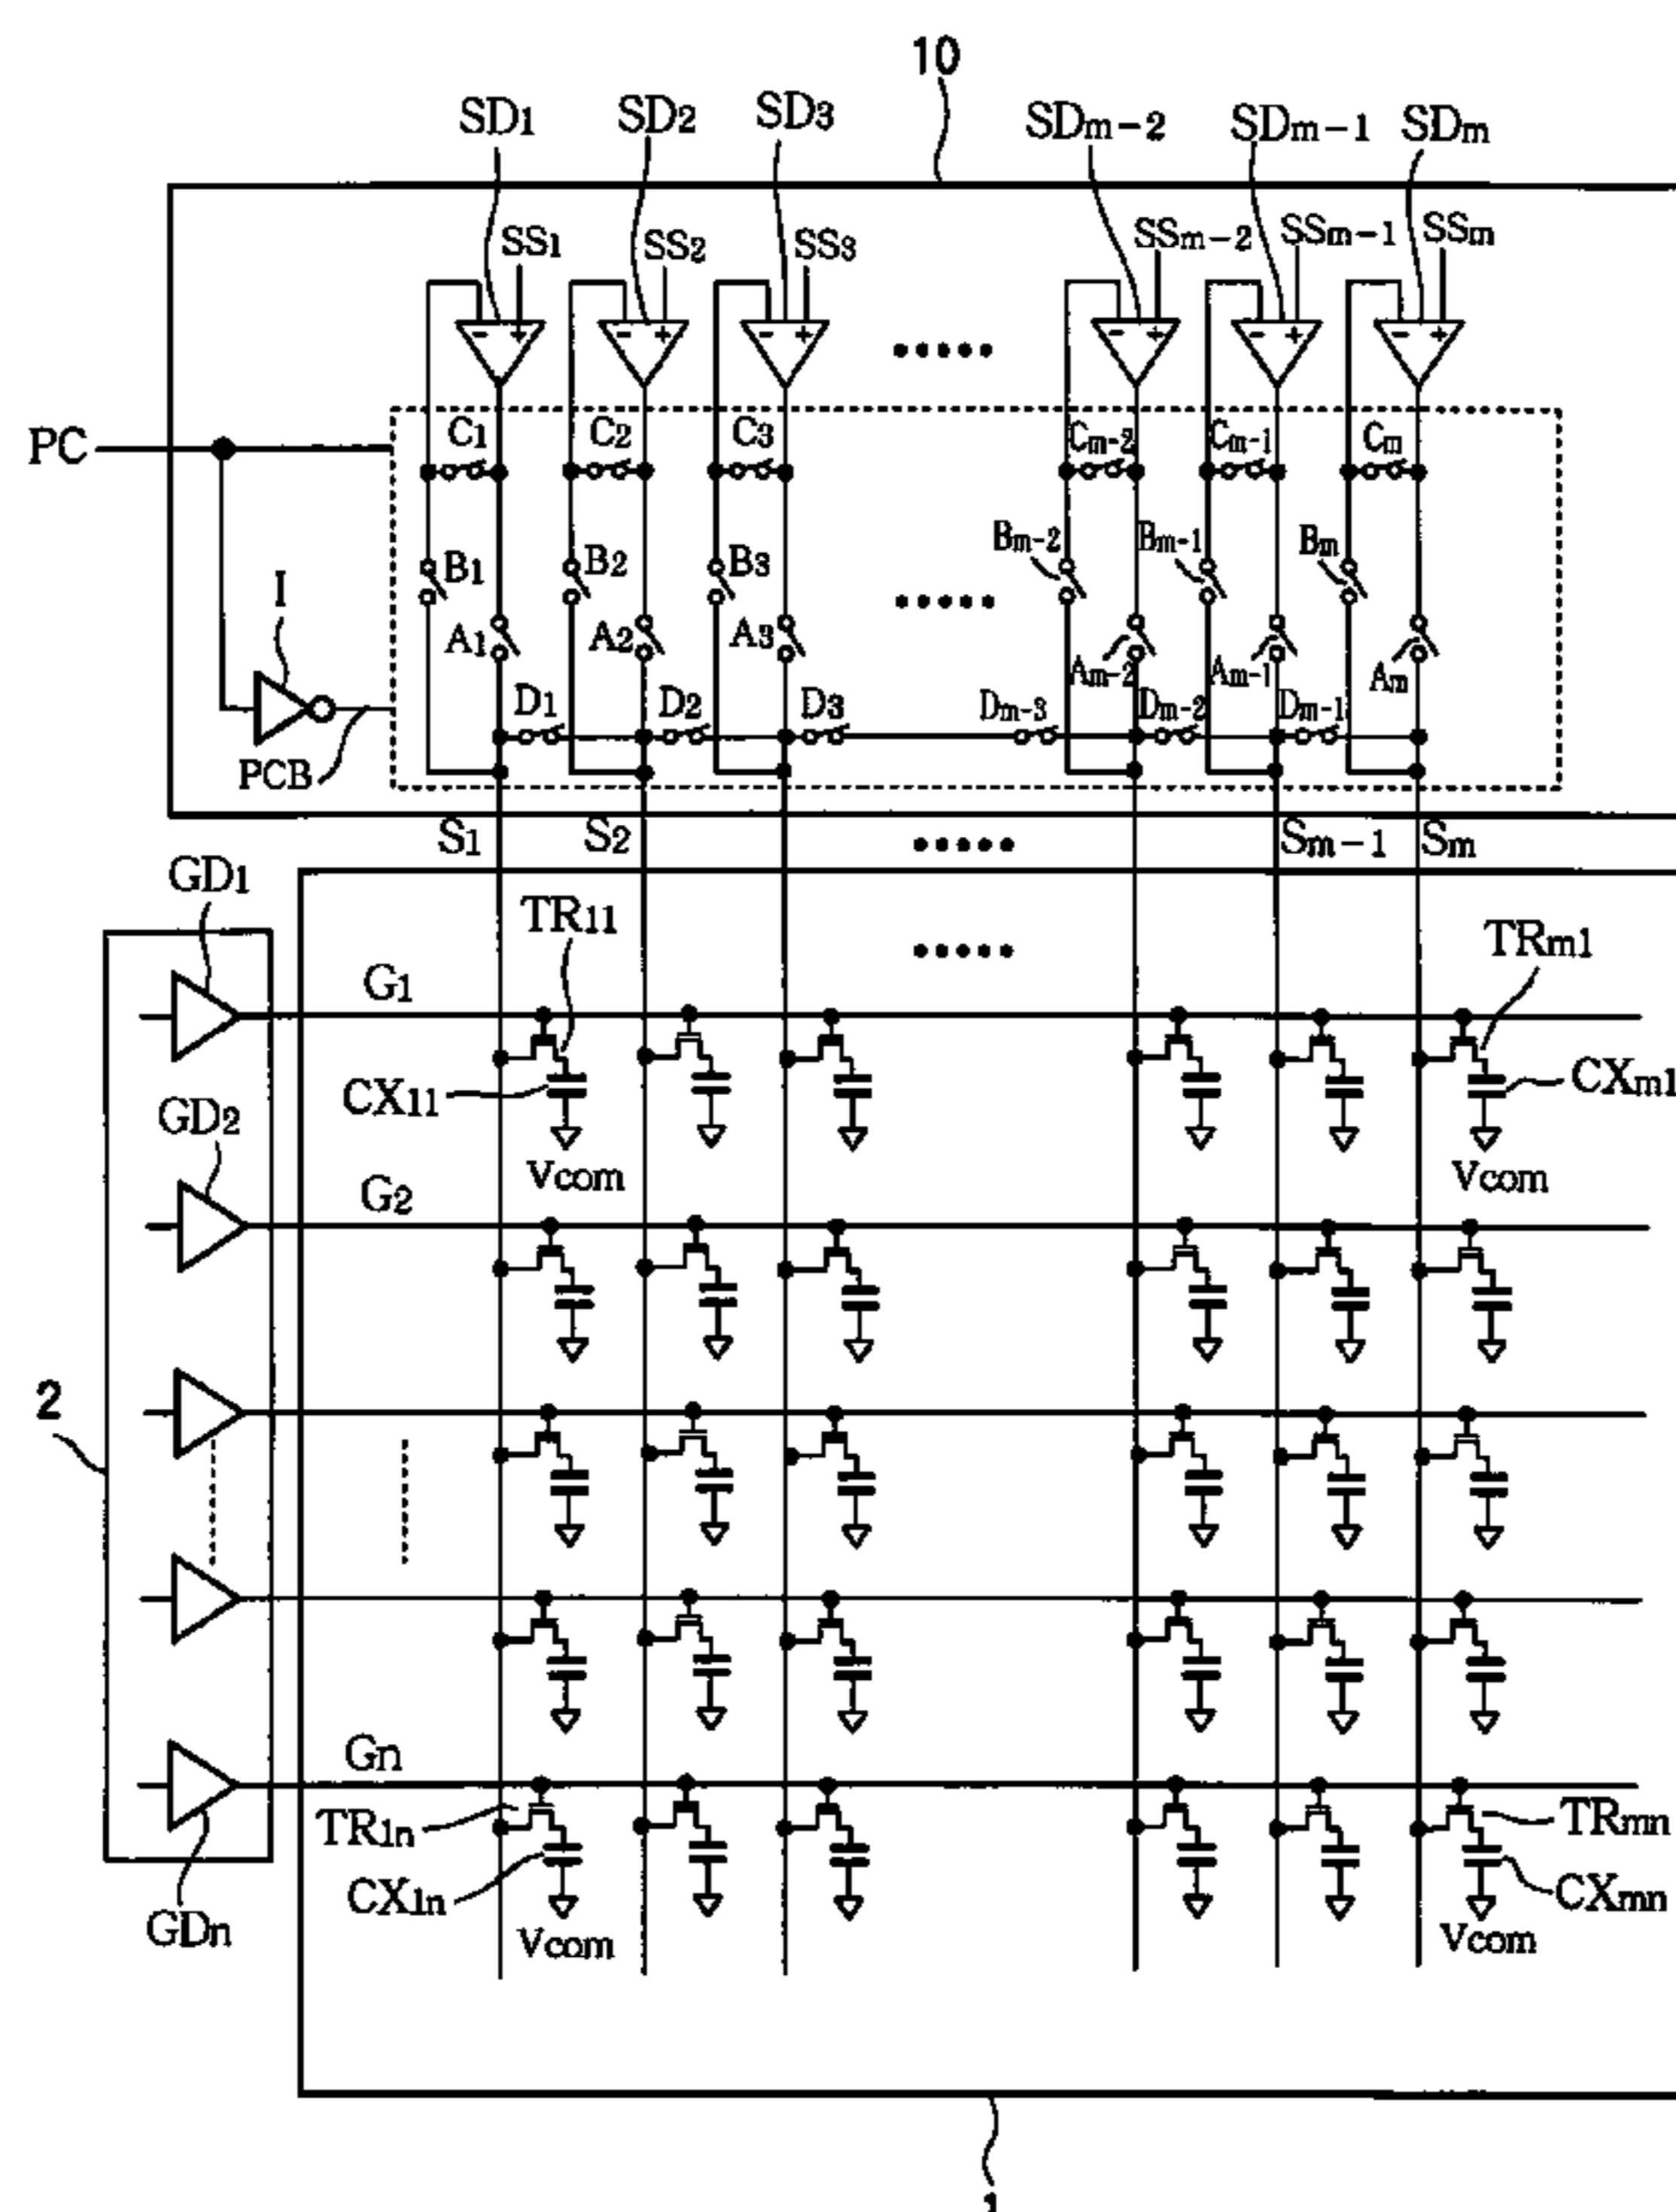 10
SD1 SD2 SD3 SDm-2 SDm-1 SDm
SS1 SS2 SS3 SSm-2 SSm-1 SSm
- + - + - + - + - + - +
PC
C1 C2 C3 Cm-2 Cm-1 Cm
B1 B2 B3 Bm-2 Bm-1 Bm
I
A1 A2 A3 Am-2 Am-1 Am
D1 D2 D3 Dm-3 Dm-2 Dm-1
PCB
S1 S2 Sm-1 Sm
GD1
TR11 TRm1
G1
CX11 CXm1
GD2
Vcom Vcom
G2
2
Gn
TR1n TRmn
CX1n CXmn
GDn
Vcom Vcom
1